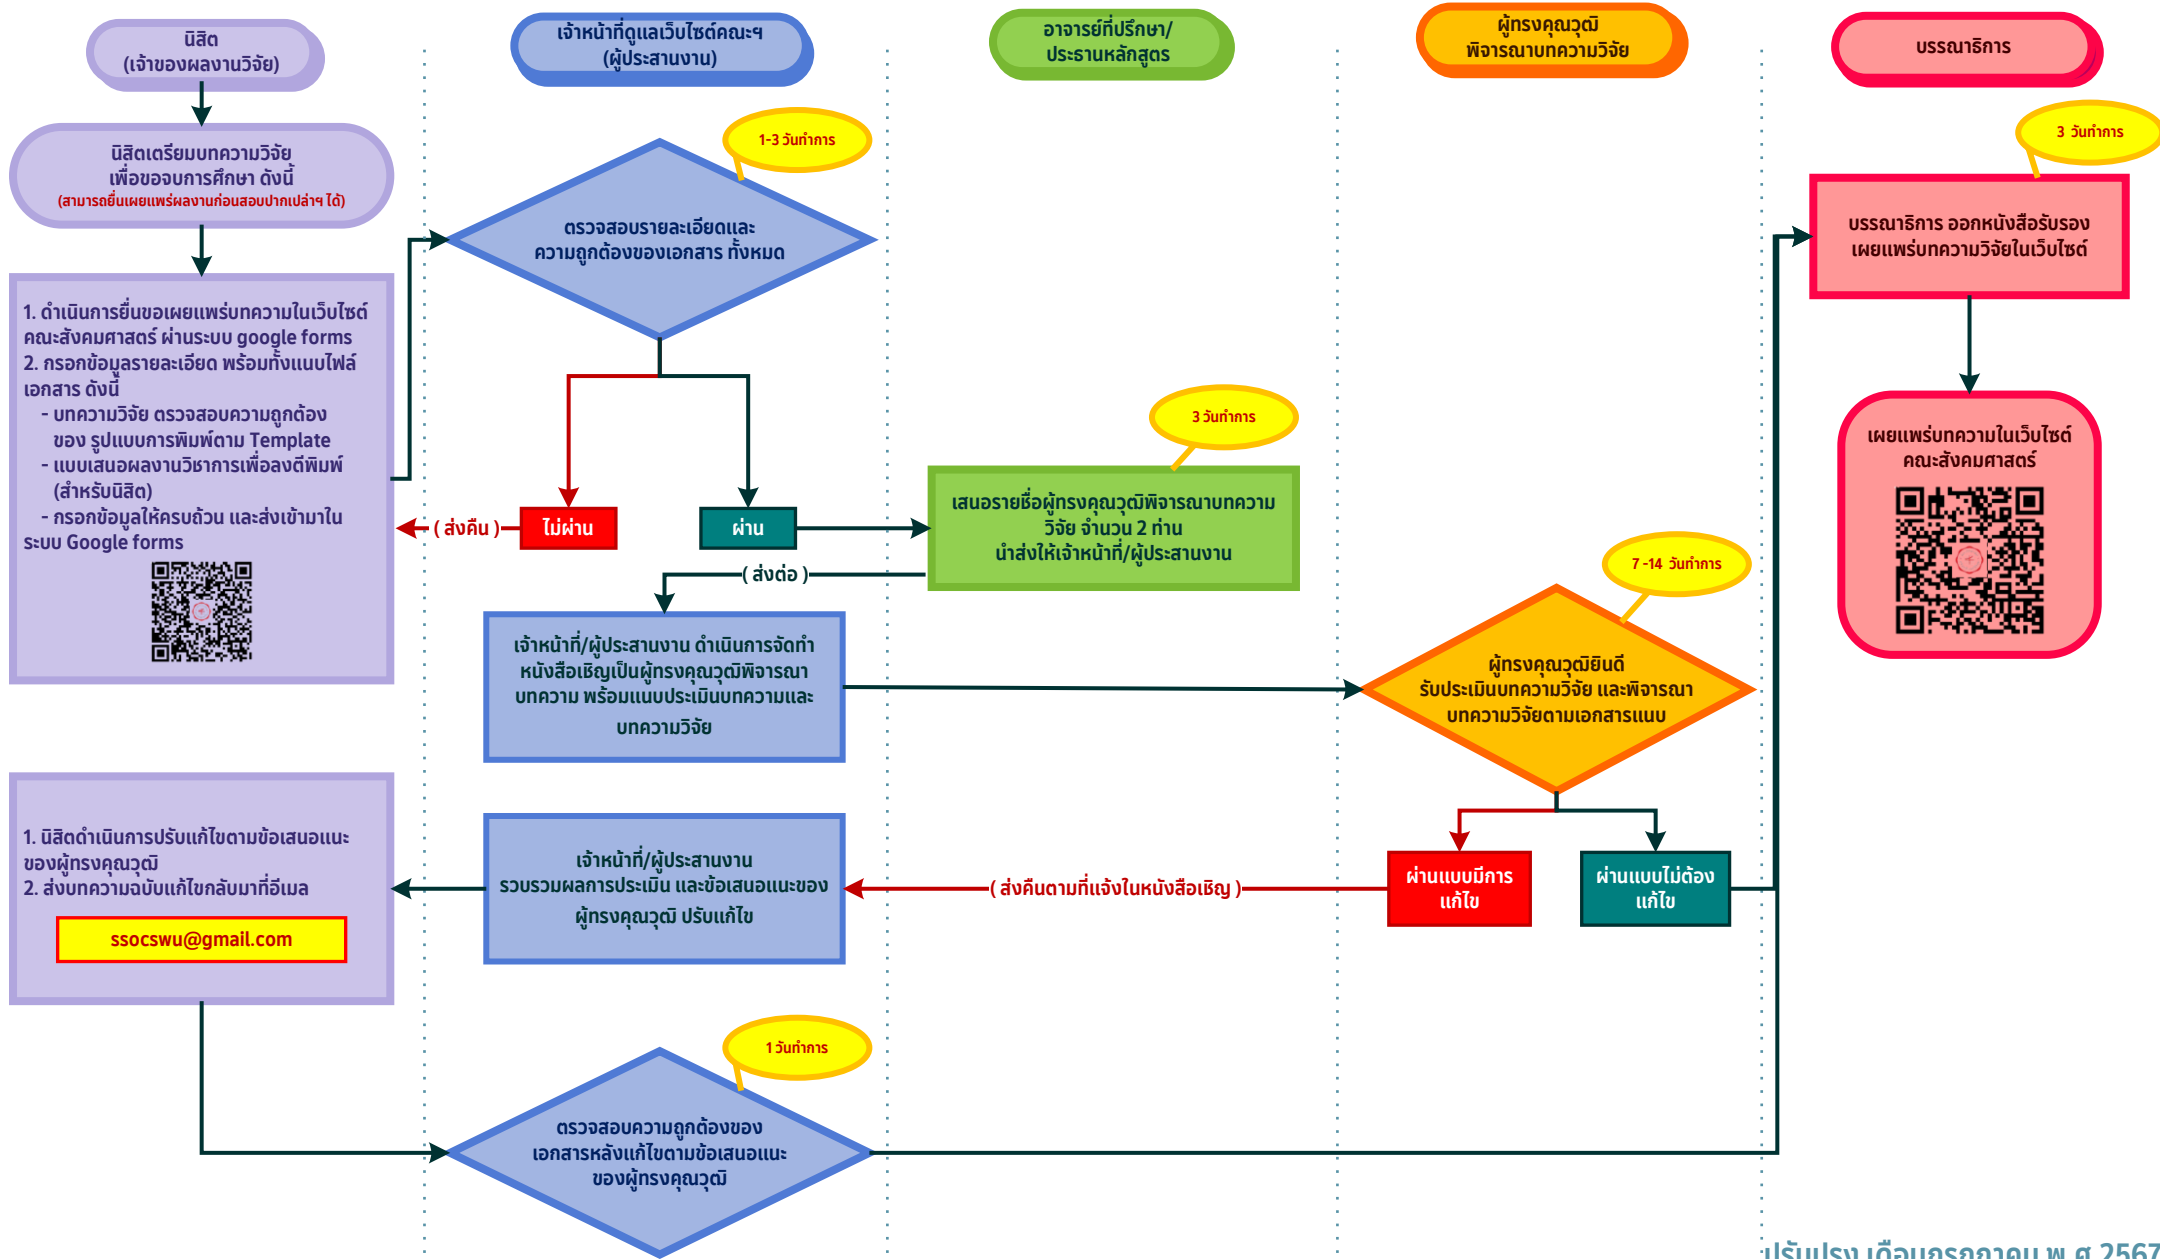 นิสิต
(เจ้าของผลงานวิจัย)
เจ้าหน้าที่ดูแลเว็บไซต์คณะฯ
(ผู้ประสานงาน)
อาจารย์ที่ปรึกษา/
ประธานหลักสูตร
ผู้ทรงคุณวุฒิ
พิจารณาบทความวิจัย
บรรณาธิการ
นิสิตเตรียมบทความวิจัย
เพื่อขอจบการศึกษา ดังนี้
(สามารถยื่นเผยแพร่ผลงานก่อนสอบปากเปล่าฯ ได้)
1. ดำเนินการยื่นขอเผยแพร่บทความในเว็บไซต์
คณะสังคมศาสตร์ ผ่านระบบ google forms
2. กรอกข้อมูลรายละเอียด พร้อมทั้งแนบไฟล์
เอกสาร ดังนี้
- บทความวิจัย ตรวจสอบความถูกต้อง
ของ รูปแบบการพิมพ์ตาม Template
- แบบเสนอผลงานวิชาการเพื่อลงตีพิมพ์
(สำหรับนิสิต)
- กรอกข้อมูลให้ครบถ้วน และส่งเข้ามาใน
ระบบ Google forms
1-3 วันทำการ
ตรวจสอบรายละเอียดและ
ความถูกต้องของเอกสาร ทั้งหมด
( ส่งคืน )
ไม่ผ่าน
ผ่าน
3 วันทำการ
เสนอรายชื่อผู้ทรงคุณวุฒิพิจารณาบทความ
วิจัย จำนวน 2 ท่าน
นำส่งให้เจ้าหน้าที่/ผู้ประสานงาน
( ส่งต่อ )
เจ้าหน้าที่/ผู้ประสานงาน ดำเนินการจัดทำ
หนังสือเชิญเป็นผู้ทรงคุณวุฒิพิจารณา
บทความ พร้อมแนบประเมินบทความและ
บทความวิจัย
7 -14 วันทำการ
ผู้ทรงคุณวุฒิยินดี
รับประเมินบทความวิจัย และพิจารณา
บทความวิจัยตามเอกสารแนบ
ผ่านแบบมีการ
แก้ไข
ผ่านแบบไม่ต้อง
แก้ไข
( ส่งคืนตามที่แจ้งในหนังสือเชิญ )
เจ้าหน้าที่/ผู้ประสานงาน
รวบรวมผลการประเมิน และข้อเสนอแนะของ
ผู้ทรงคุณวุฒิ ปรับแก้ไข
1. นิสิตดำเนินการปรับแก้ไขตามข้อเสนอแนะ
ของผู้ทรงคุณวุฒิ
2. ส่งบทความฉบับแก้ไขกลับมาที่อีเมล
ssocswu@gmail.com
1 วันทำการ
ตรวจสอบความถูกต้องของ
เอกสารหลังแก้ไขตามข้อเสนอแนะ
ของผู้ทรงคุณวุฒิ
3 วันทำการ
บรรณาธิการ ออกหนังสือรับรอง
เผยแพร่บทความวิจัยในเว็บไซต์
เผยแพร่บทความในเว็บไซต์
คณะสังคมศาสตร์
ปรับปรุง เดือนกรกฎาคม พ.ศ.2567